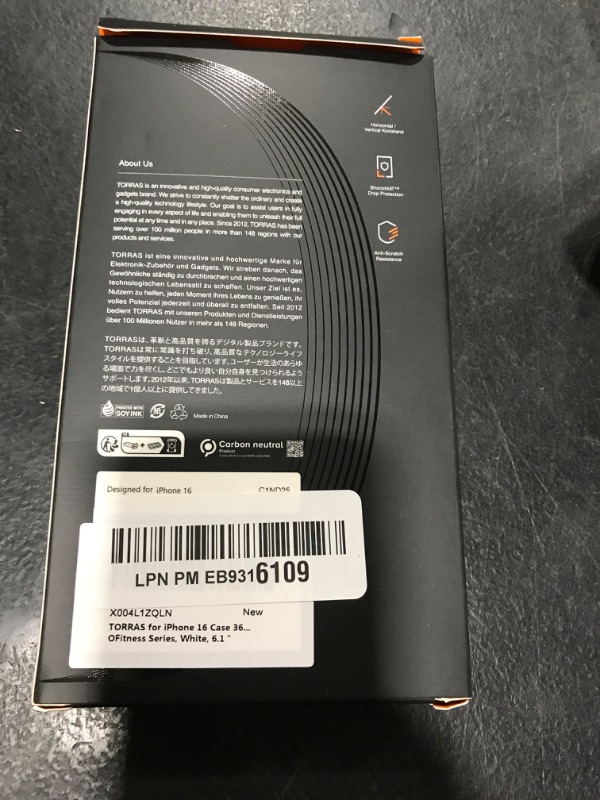 Horizontal /
Vertical Kickstand
ShockMAT™
Drop Protection
Anti-Scratch
Resistance
About Us
TORRAS is an innovative and high-quality consumer electronics and
gadgets brand. We strive to constantly shatter the ordinary and create
a high-quality technology lifestyle. Our goal is to assist users in fully
engaging in every aspect of life and enabling them to unleash their full
potential at any time and in any place. Since 2012, TORRAS has been
serving over 100 million people in more than 148 regions with our
products and services.
TORRAS ist eine innovative und hochwertige Marke für
Elektronik-Zubehör und Gadgets. Wir streben danach, das
Gewöhnliche ständig zu durchbrechen und einen hochwertigen
technologischen Lebensstil zu schaffen. Unser Ziel ist es,
Nutzern zu helfen, jeden Moment ihres Lebens zu genießen, ihr
volles Potenzial jederzeit und überall zu entfalten. Seit 2012
bedient TORRAS mit unseren Produkten und Dienstleistungen
über 100 Millionen Nutzer in mehr als 148 Regionen.
TORRASは、革新と高品質を誇るデジタル製品ブランドです。
TORRASは常に常識を打ち破り、高品質なテクノロジーライフ
スタイルを提供することを目指しています。ユーザーが生活のあらゆ
る場面で力を尽くし、どこでもより良い自分自身を見つけられるよう
サポートします。2012年以来、TORRASは製品とサービスを148以上
の地域で1億人以上に提供してきました。
PRINTED WITH
SOY INK
Made in China
Carbon neutral
Product
Designed for iPhone 16
C1ND25
LPN PM EB9316109
X004L1ZQLN New
TORRAS for iPhone 16 Case 36...
OFitness Series, White, 6.1 "